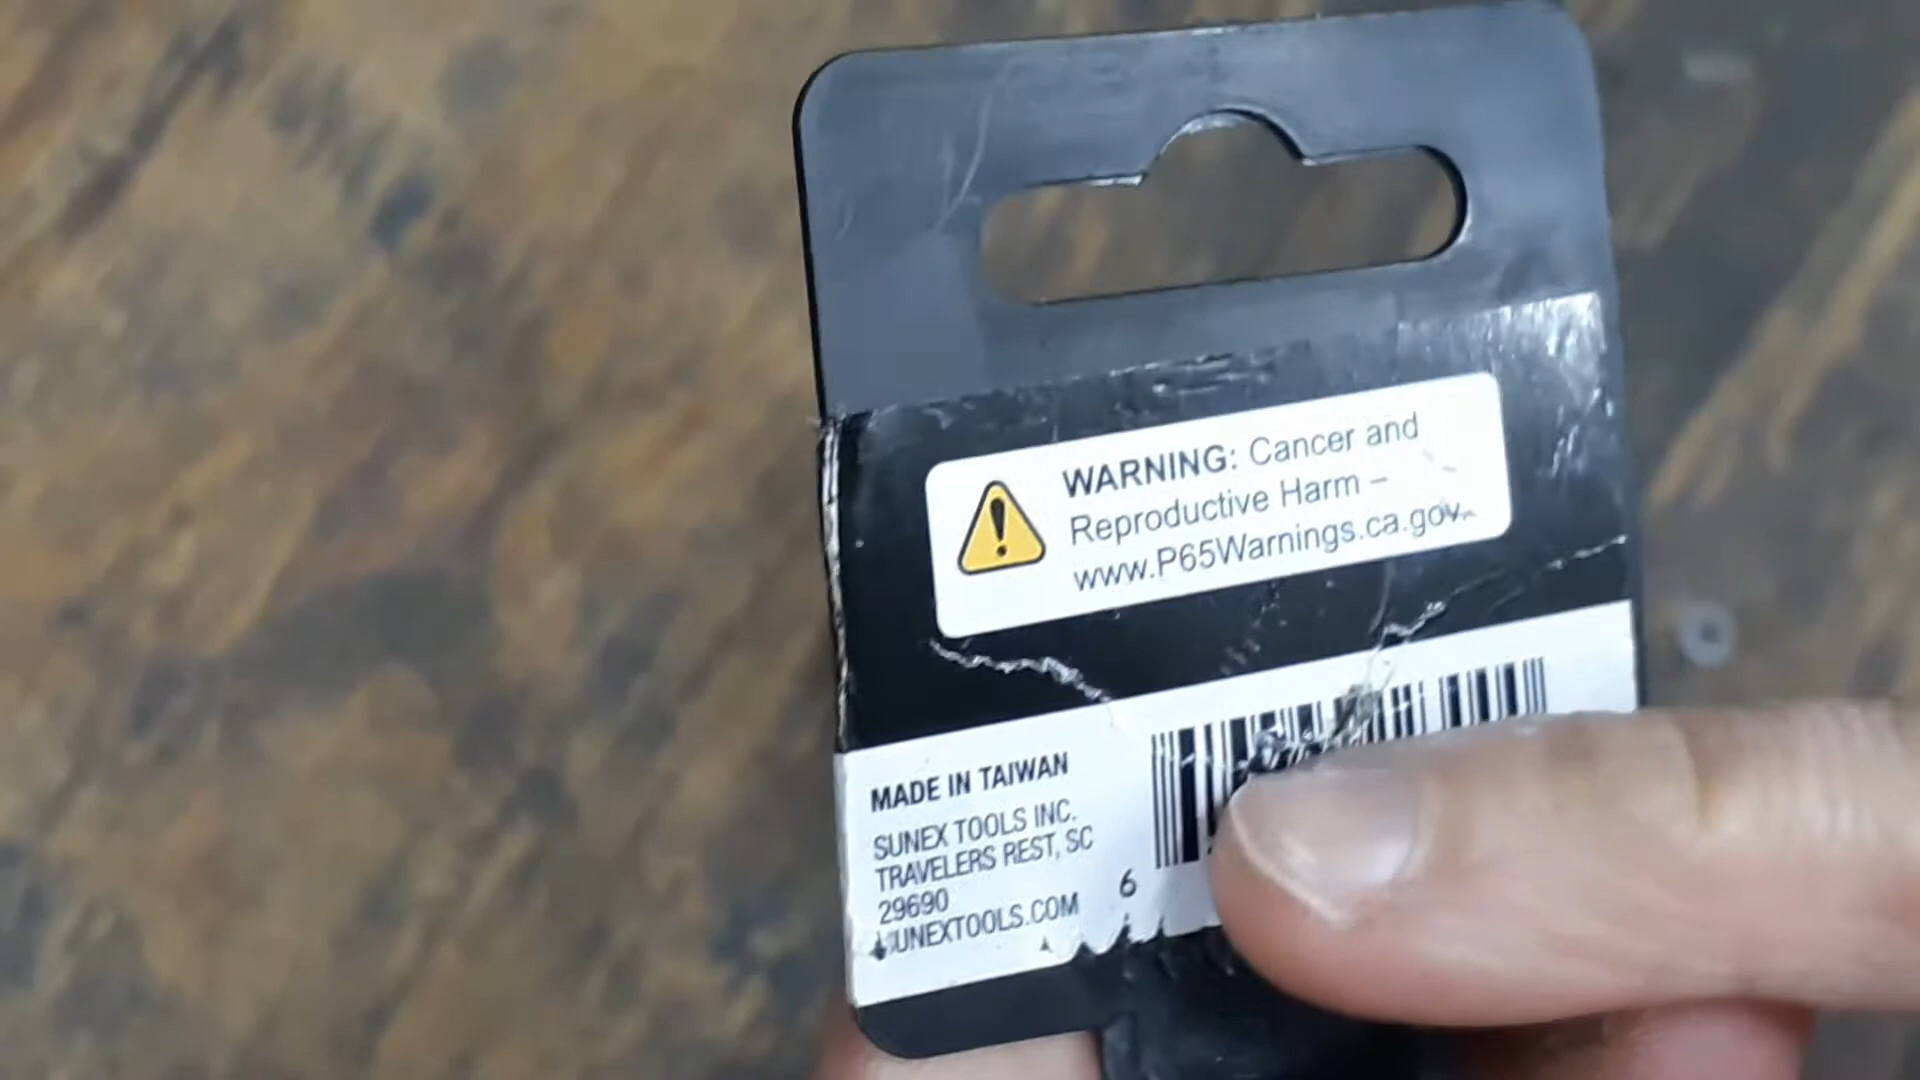 WARNING: Cancer and
Reproductive Harm –
www.P65Warnings.ca.gov.
MADE IN TAIWAN
SUNEX TOOLS INC.
TRAVELERS REST, SC
29690
SUNEXTOOLS.COM
6